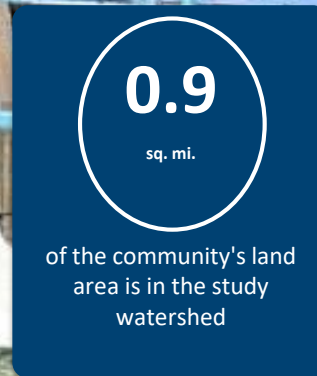 0.9
sq. mi.
of the community's land
area is in the study
watershed